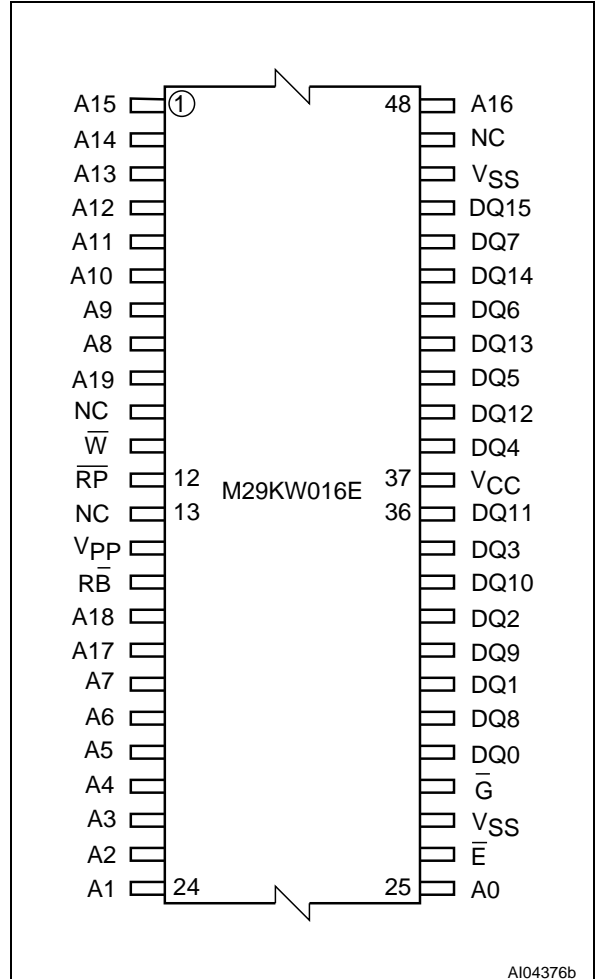 A15 ① 48 A16
A14 NC
A13 VSS
A12 DQ15
A11 DQ7
A10 DQ14
A9 DQ6
A8 DQ13
A19 DQ5
NC DQ12
W̅ DQ4
R̅P̅ 12 37 VCC
M29KW016E
NC 13 36 DQ11
VPP DQ3
RB̅ DQ10
A18 DQ2
A17 DQ9
A7 DQ1
A6 DQ8
A5 DQ0
A4 G̅
A3 VSS
A2 E̅
A1 24 25 A0
AI04376b